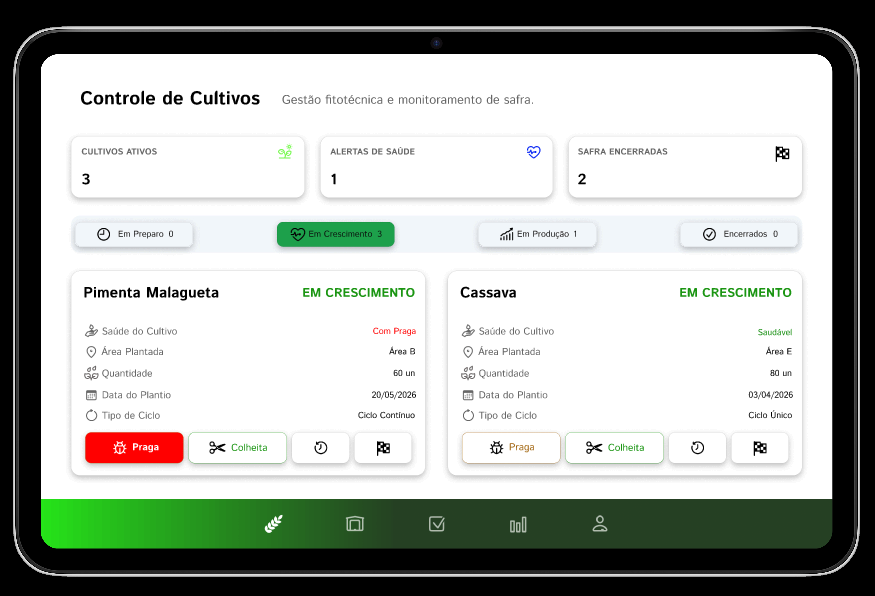 Controle de Cultivos Gestão fitotécnica e monitoramento de safra.
CULTIVOS ATIVOS
3
ALERTAS DE SAÚDE
1
SAFRA ENCERRADAS
2
Em Preparo 0
Em Crescimento 3
Em Produção 1
Encerrados 0
Pimenta Malagueta EM CRESCIMENTO
Saúde do Cultivo Com Praga
Área Plantada Área B
Quantidade 60 un
Data do Plantio 20/05/2026
Tipo de Ciclo Ciclo Contínuo
Praga Colheita
Cassava EM CRESCIMENTO
Saúde do Cultivo Saudável
Área Plantada Área E
Quantidade 80 un
Data do Plantio 03/04/2026
Tipo de Ciclo Ciclo Único
Praga Colheita